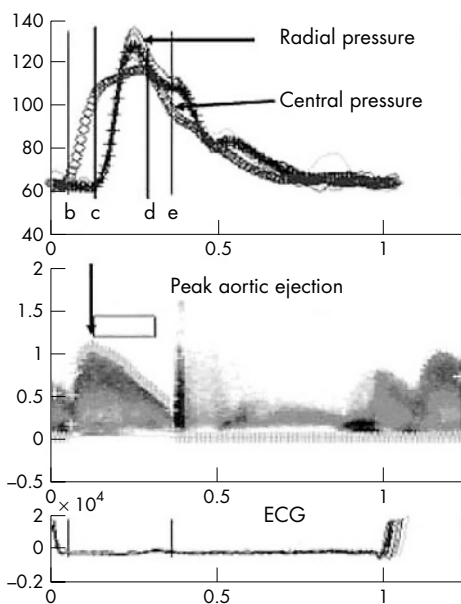 140
120
100
80
60
40
Radial pressure
Central pressure
b c d e
0 0.5 1
2
1.5
1
0.5
0
–0.5
Peak aortic ejection
0 0.5 1
× 10⁴
2
0
–0.2
ECG
0 0.5 1